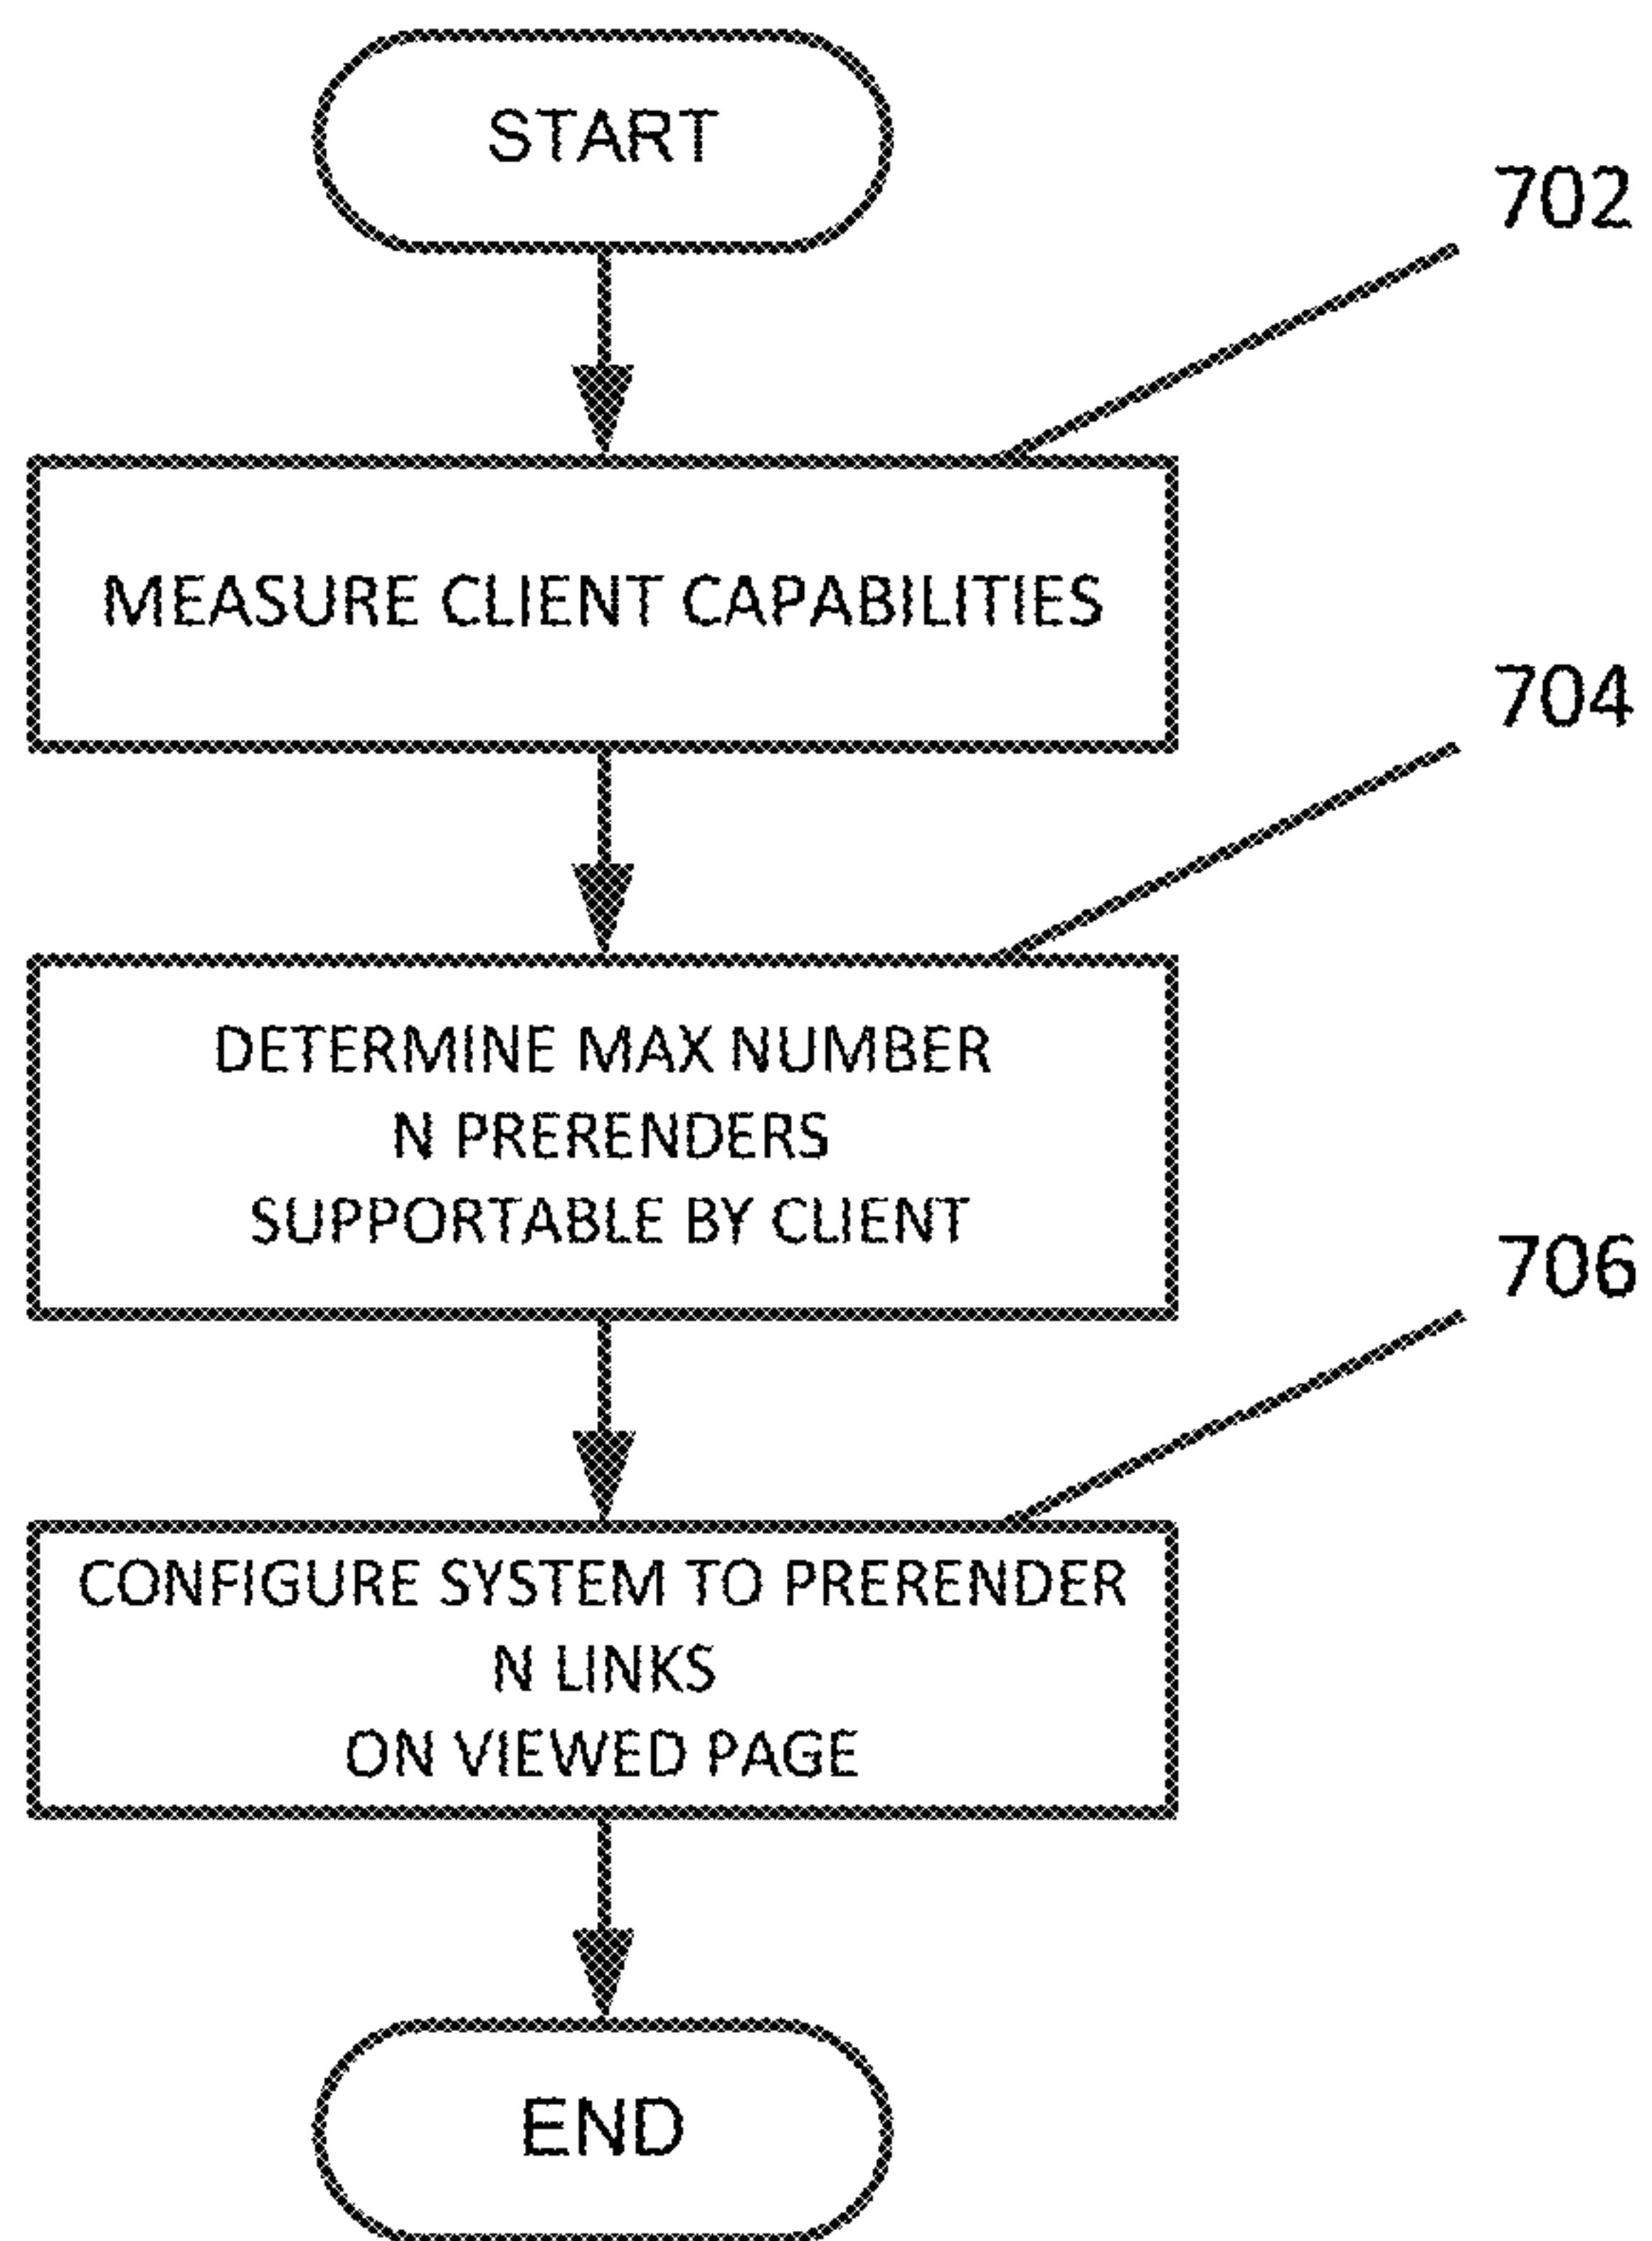 START
702
MEASURE CLIENT CAPABILITIES
704
DETERMINE MAX NUMBER
N PRERENDERS
SUPPORTABLE BY CLIENT
706
CONFIGURE SYSTEM TO PRERENDER
N LINKS
ON VIEWED PAGE
END